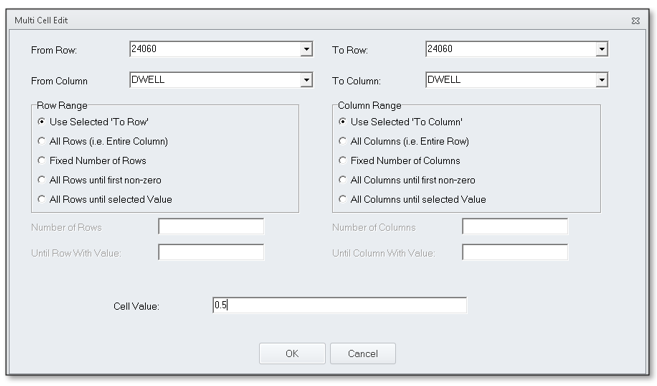 Multi Cell Edit
From Row: 24060 To Row: 24060
From Column DWELL To Column: DWELL
Row Range Column Range
Use Selected 'To Row' Use Selected 'To Column'
All Rows (i.e. Entire Column) All Columns (i.e. Entire Row)
Fixed Number of Rows Fixed Number of Columns
All Rows until first non-zero All Columns until first non-zero
All Rows until selected Value All Columns until selected Value
Number of Rows Number of Columns
Until Row With Value: Until Column With Value:
Cell Value: 0.5
OK Cancel